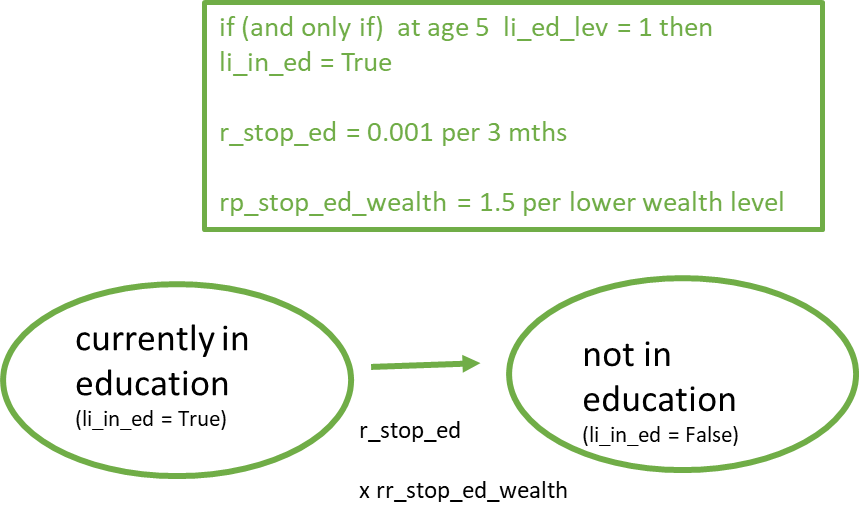 if (and only if)  at age 5  li_ed_lev = 1 then
li_in_ed = True
r_stop_ed = 0.001 per 3 mths
rp_stop_ed_wealth = 1.5 per lower wealth level
currently in
education
(li_in_ed = True)
r_stop_ed
x rr_stop_ed_wealth
not in
education
(li_in_ed = False)